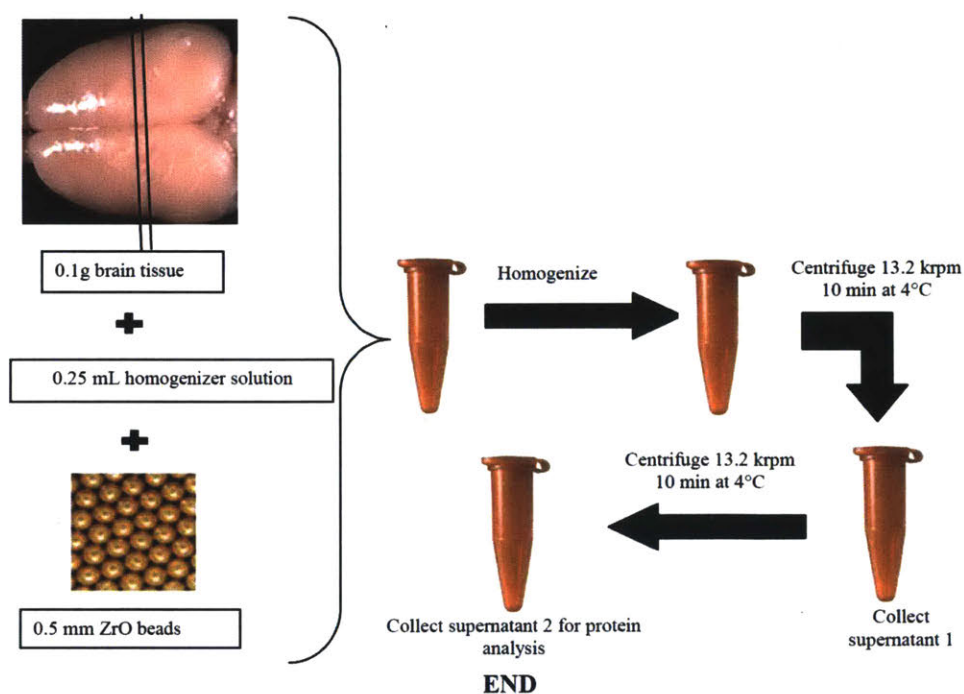 0.1g brain tissue
0.25 mL homogenizer solution
0.5 mm ZrO beads
Homogenize
Centrifuge 13.2 krpm
10 min at 4°C
Collect
supernatant 1
Centrifuge 13.2 krpm
10 min at 4°C
Collect supernatant 2 for protein
analysis
END